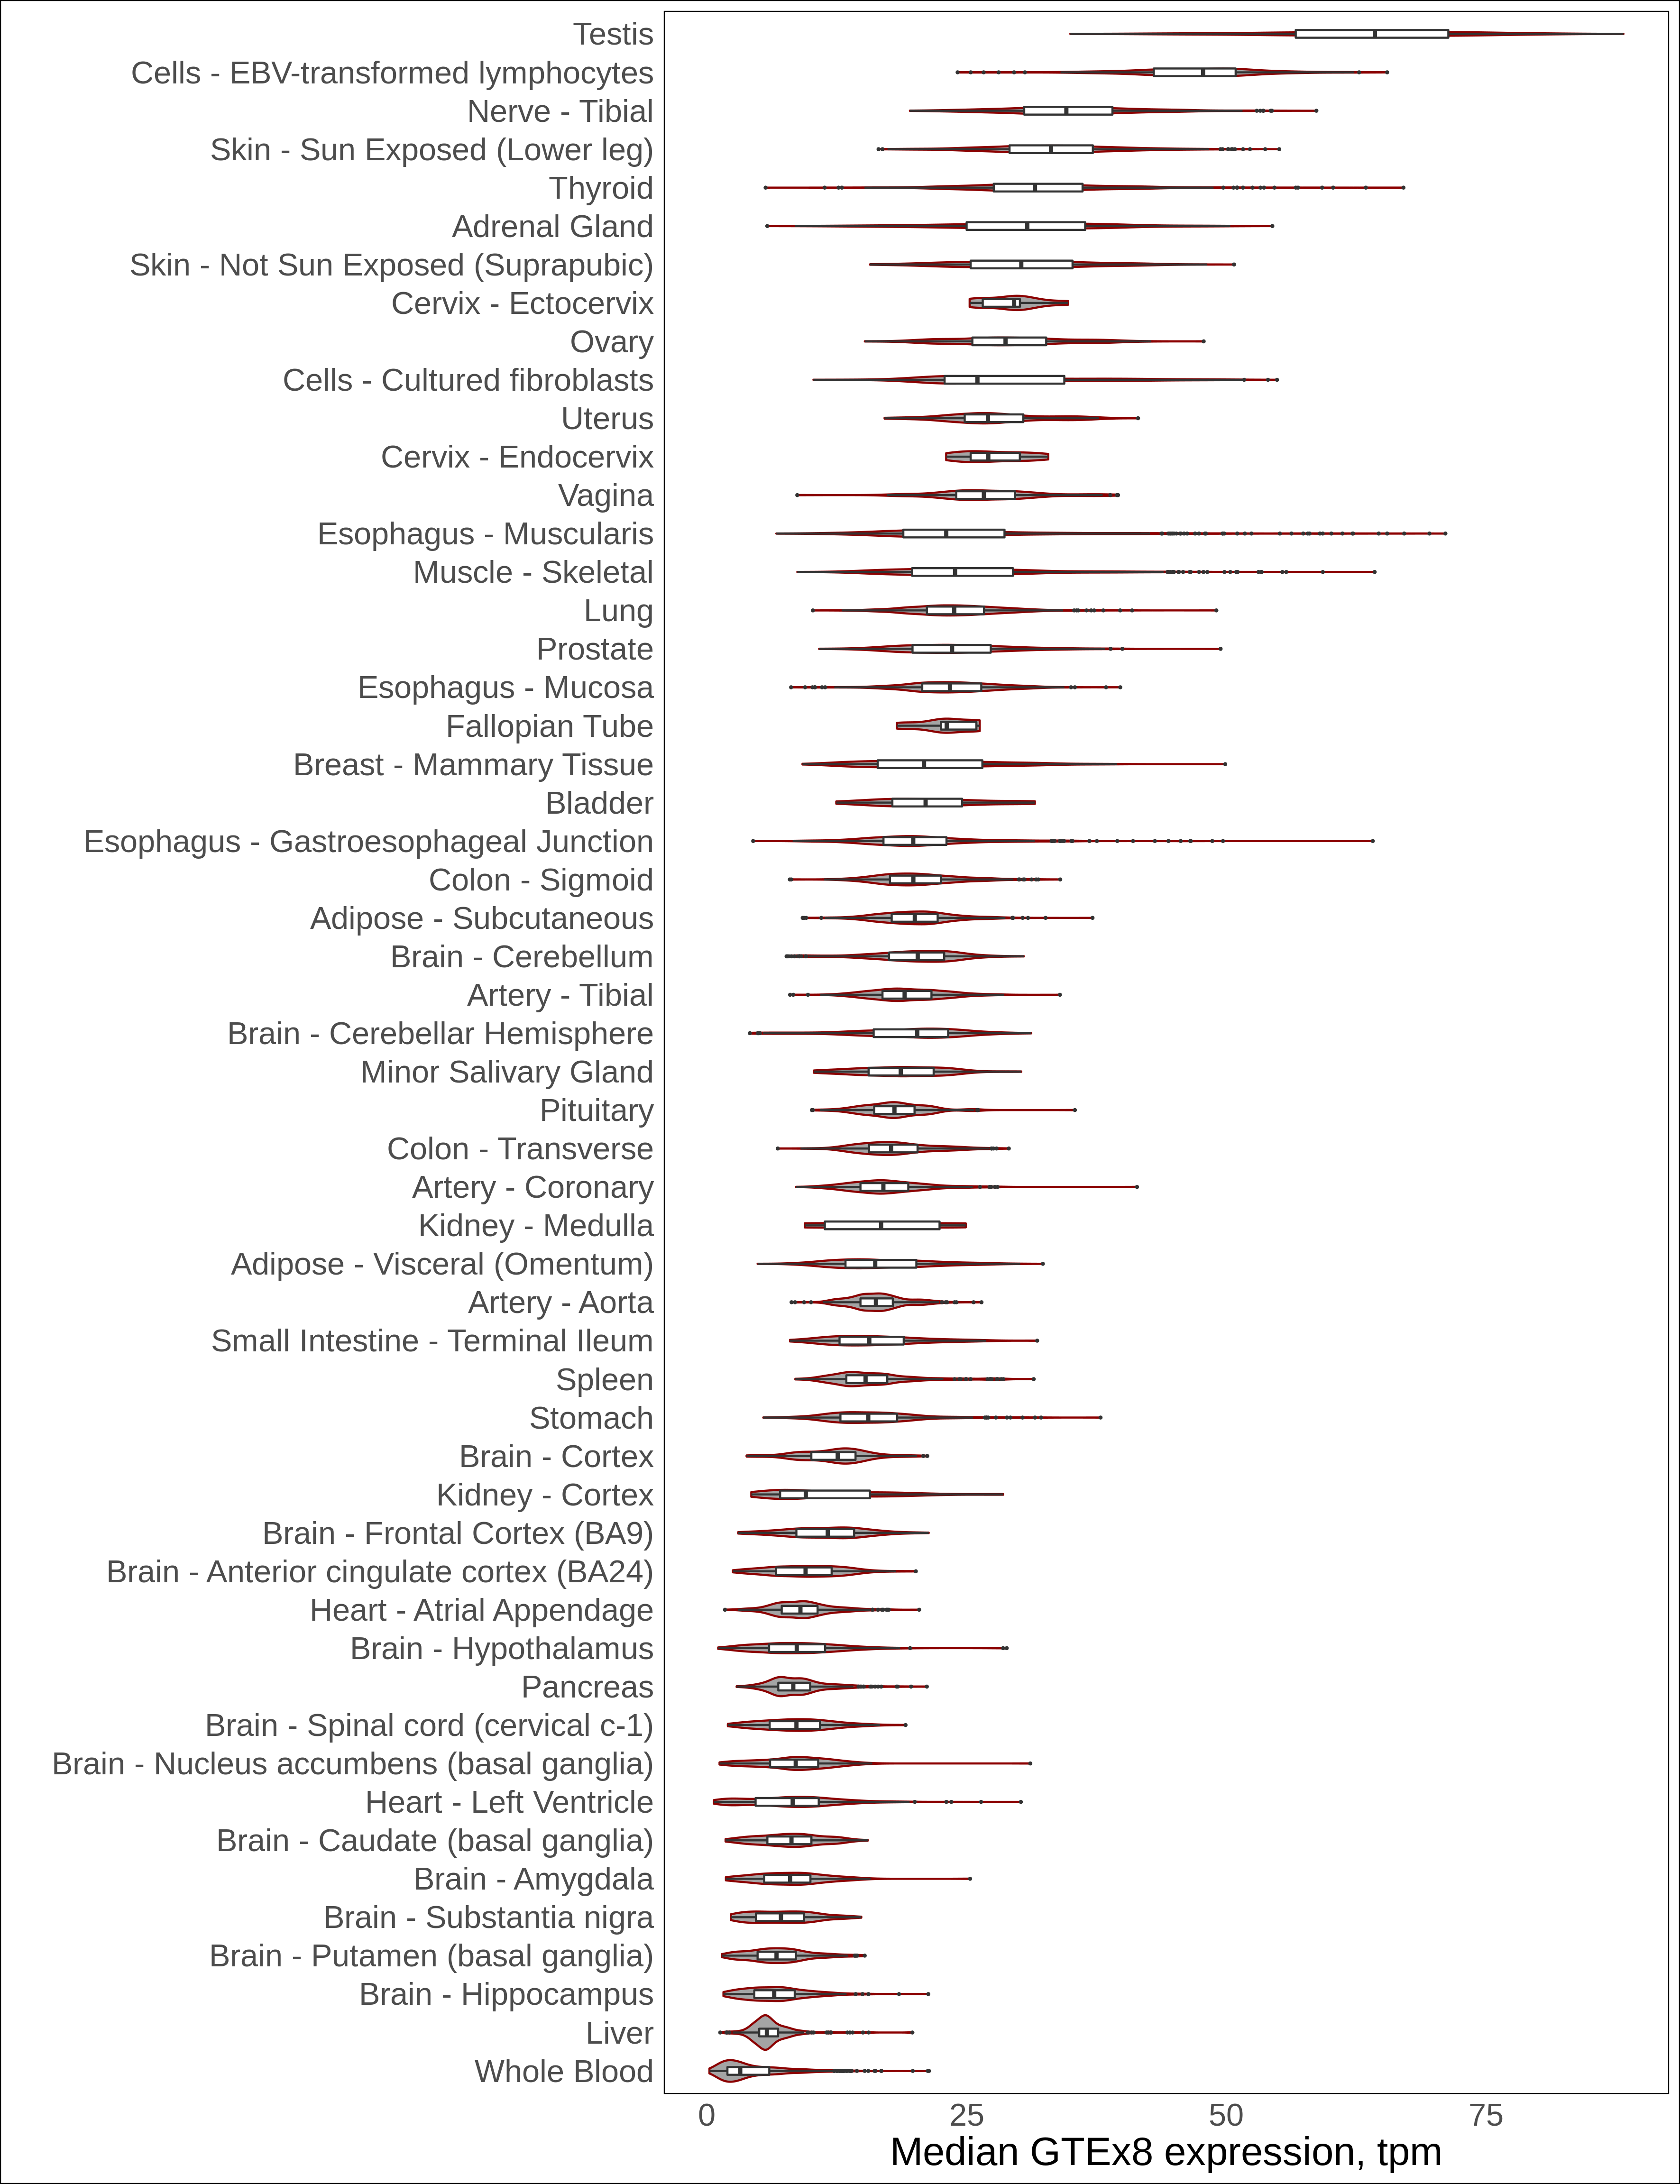 Testis
Cells - EBV-transformed lymphocytes
Nerve - Tibial
Skin - Sun Exposed (Lower leg)
Thyroid
Adrenal Gland
Skin - Not Sun Exposed (Suprapubic)
Cervix - Ectocervix
Ovary
Cells - Cultured fibroblasts
Uterus
Cervix - Endocervix
Vagina
Esophagus - Muscularis
Muscle - Skeletal
Lung
Prostate
Esophagus - Mucosa
Fallopian Tube
Breast - Mammary Tissue
Bladder
Esophagus - Gastroesophageal Junction
Colon - Sigmoid
Adipose - Subcutaneous
Brain - Cerebellum
Artery - Tibial
Brain - Cerebellar Hemisphere
Minor Salivary Gland
Pituitary
Colon - Transverse
Artery - Coronary
Kidney - Medulla
Adipose - Visceral (Omentum)
Artery - Aorta
Small Intestine - Terminal Ileum
Spleen
Stomach
Brain - Cortex
Kidney - Cortex
Brain - Frontal Cortex (BA9)
Brain - Anterior cingulate cortex (BA24)
Heart - Atrial Appendage
Brain - Hypothalamus
Pancreas
Brain - Spinal cord (cervical c-1)
Brain - Nucleus accumbens (basal ganglia)
Heart - Left Ventricle
Brain - Caudate (basal ganglia)
Brain - Amygdala
Brain - Substantia nigra
Brain - Putamen (basal ganglia)
Brain - Hippocampus
Liver
Whole Blood
0 25 50 75
Median GTEx8 expression, tpm